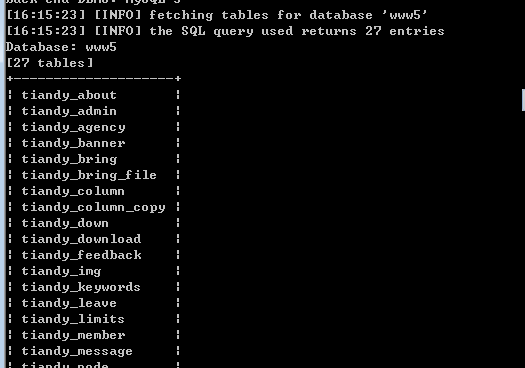 back-end DBMS: MySQL 5
[16:15:23] [INFO] fetching tables for database 'www5'
[16:15:23] [INFO] the SQL query used returns 27 entries
Database: www5
[27 tables]
+--------------------+
| tiandy_about       |
| tiandy_admin       |
| tiandy_agency      |
| tiandy_banner      |
| tiandy_bring       |
| tiandy_bring_file  |
| tiandy_column      |
| tiandy_column_copy |
| tiandy_down        |
| tiandy_download    |
| tiandy_feedback    |
| tiandy_img         |
| tiandy_keywords    |
| tiandy_leave       |
| tiandy_limits      |
| tiandy_member      |
| tiandy_message     |
| tiandy_node        |